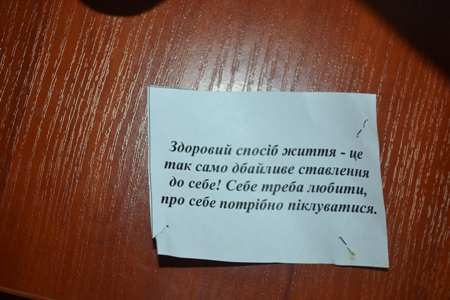 Здоровий спосіб життя - це
так само дбайливе ставлення
до себе! Себе треба любити,
про себе потрібно піклуватися.